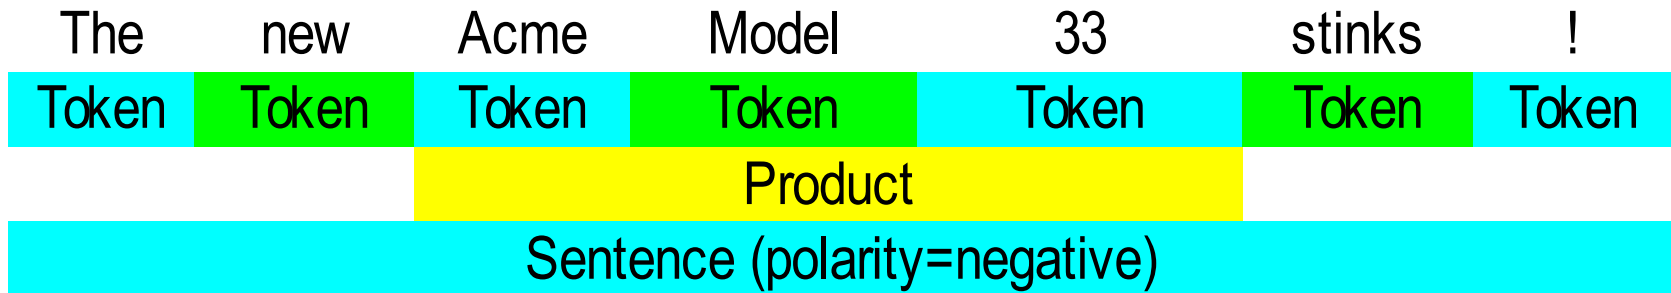 The new Acme Model 33 stinks !
Token Token Token Token Token Token Token
Product
Sentence (polarity=negative)